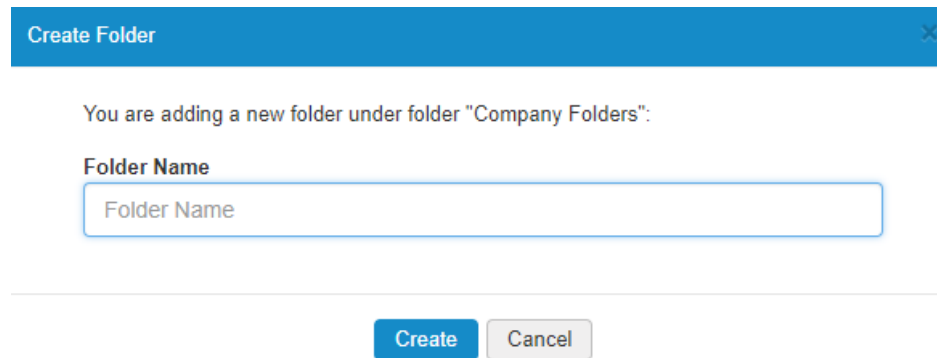 Create Folder ×
You are adding a new folder under folder "Company Folders":
Folder Name
Folder Name
Create Cancel